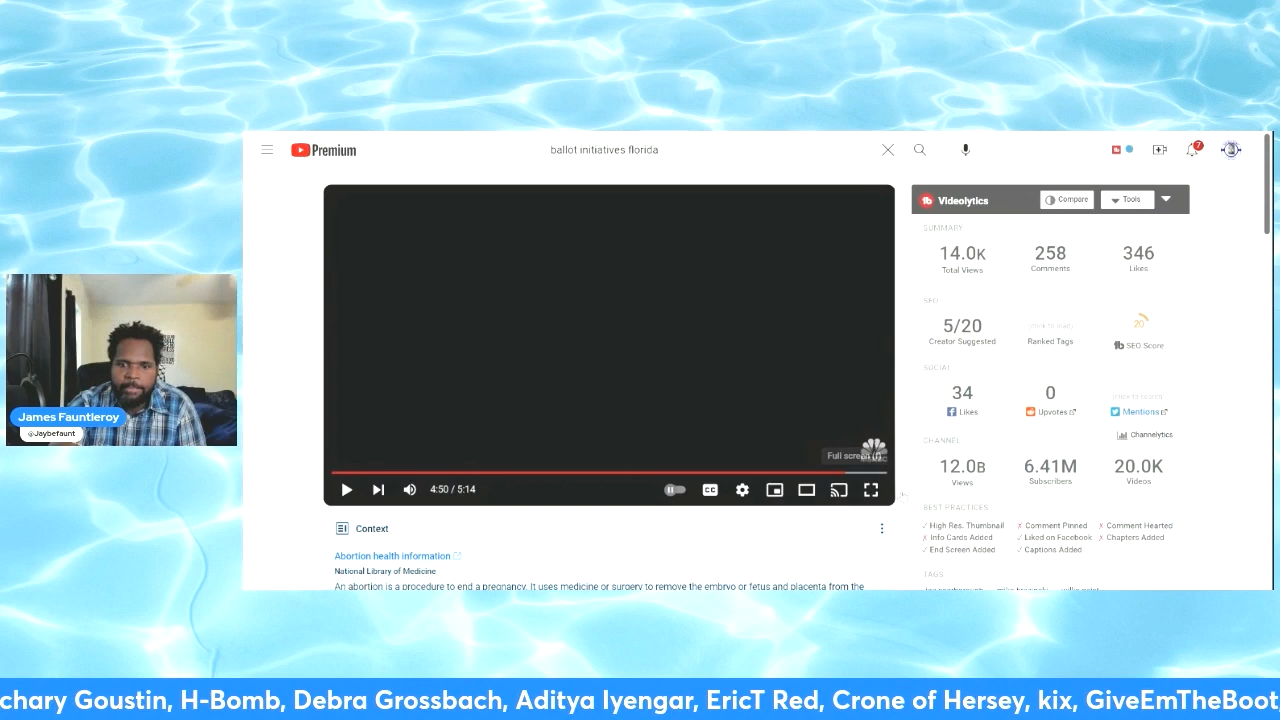 Premium
ballot initiatives florida
7
Videolytics
Compare
Tools
SUMMARY
14.0K 258 346
Total Views Comments Likes
SEO
5/20 20
Creator Suggested Ranked Tags SEO Score
SOCIAL
34 0
Likes Upvotes Mentions
Channelytics
CHANNEL
12.0B 6.41M 20.0K
Views Subscribers Videos
BEST PRACTICES
√ High Res. Thumbnail ✗ Comment Pinned ✗ Comment Hearted
✗ Info Cards Added √ Liked on Facebook ✗ Chapters Added
√ End Screen Added √ Captions Added
TAGS
James Fauntleroy
@Jaybefaunt
Full screen (f)
4:50 / 5:14
CC
Context
Abortion health information
National Library of Medicine
An abortion is a procedure to end a pregnancy. It uses medicine or surgery to remove the embryo or fetus and placenta from the
chary Goustin, H-Bomb, Debra Grossbach, Aditya Iyengar, EricT Red, Crone of Hersey, kix, GiveEmTheBoot,